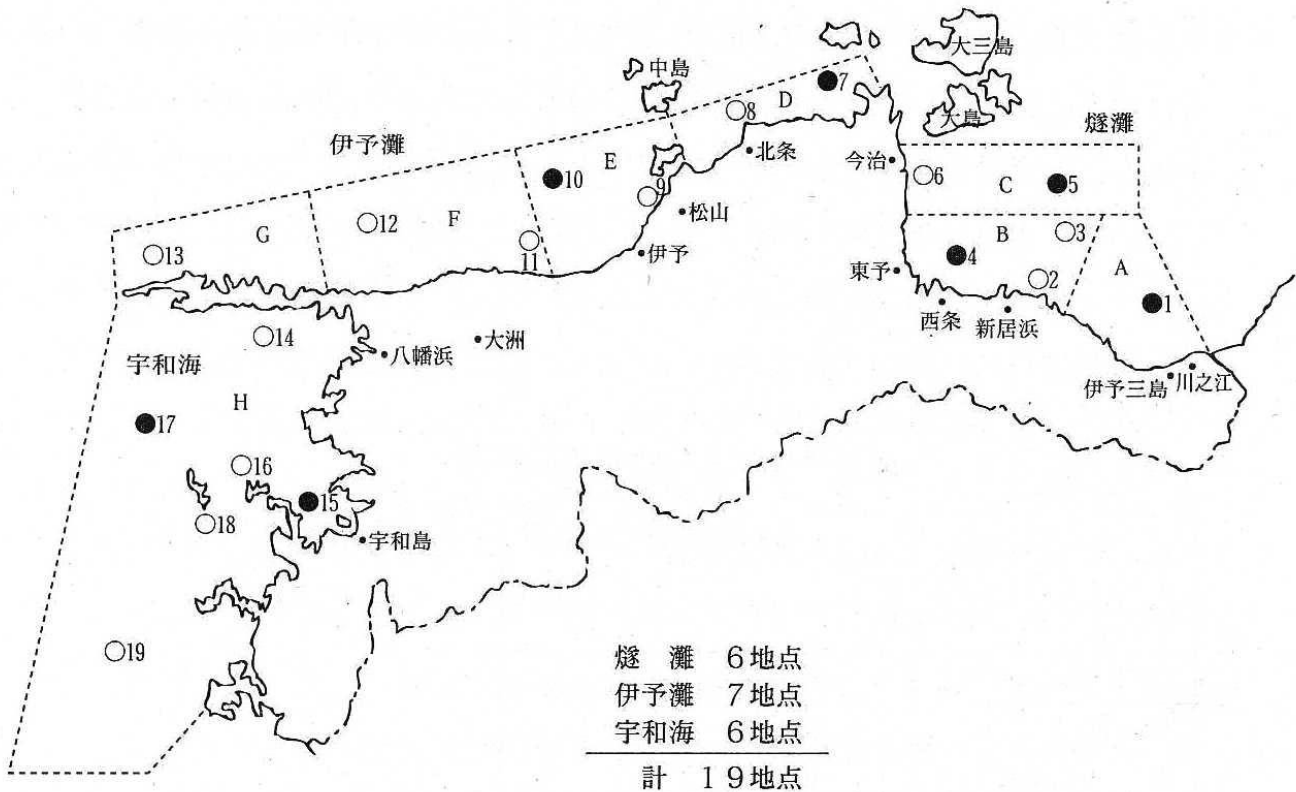 大三島
中島
7
D
8
大島
燧灘
伊予灘
E
北条
今治
6
C
5
10
9
松山
12
F
G
11
伊予
13
B
3
4
A
東予
2
1
西条
新居浜
14
八幡浜
大洲
宇和海
伊予三島
川之江
H
17
16
15
18
宇和島
19
燧灘 6地点
伊予灘 7地点
宇和海 6地点
計 19地点